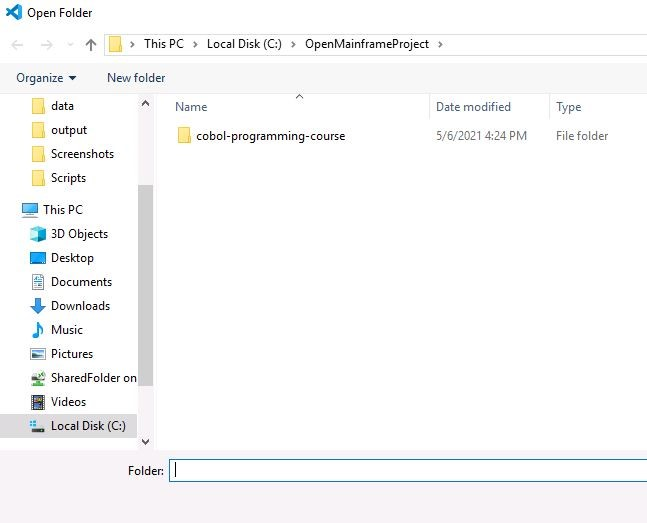 Open Folder
This PC > Local Disk (C:) > OpenMainframeProject >
Organize New folder
data
output
Screenshots
Scripts
This PC
3D Objects
Desktop
Documents
Downloads
Music
Pictures
SharedFolder on
Videos
Local Disk (C:)
Name Date modified Type
cobol-programming-course 5/6/2021 4:24 PM File folder
Folder: